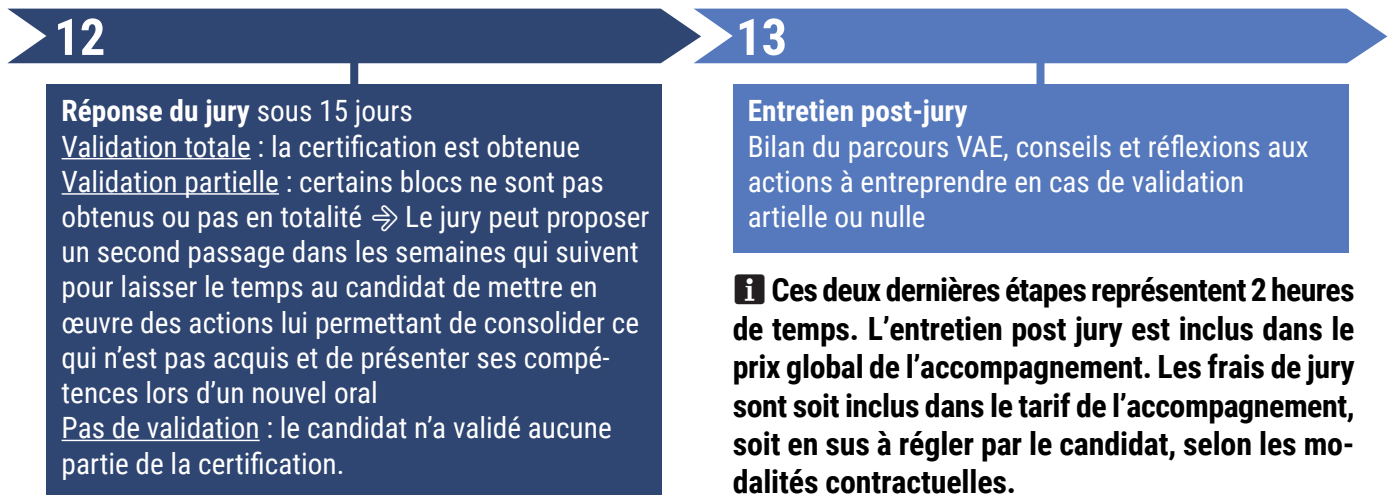 12
Réponse du jury sous 15 jours
Validation totale : la certification est obtenue
Validation partielle : certains blocs ne sont pas
obtenus ou pas en totalité ⇒ Le jury peut proposer
un second passage dans les semaines qui suivent
pour laisser le temps au candidat de mettre en
œuvre des actions lui permettant de consolider ce
qui n'est pas acquis et de présenter ses compé-
tences lors d'un nouvel oral
Pas de validation : le candidat n'a validé aucune
partie de la certification.
13
Entretien post-jury
Bilan du parcours VAE, conseils et réflexions aux
actions à entreprendre en cas de validation
artielle ou nulle
i Ces deux dernières étapes représentent 2 heures
de temps. L'entretien post jury est inclus dans le
prix global de l'accompagnement. Les frais de jury
sont soit inclus dans le tarif de l'accompagnement,
soit en sus à régler par le candidat, selon les mo-
dalités contractuelles.